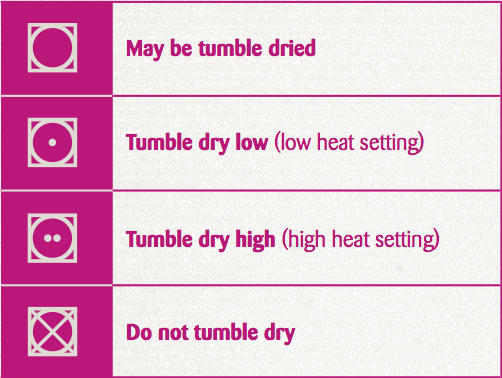 May be tumble dried
Tumble dry low (low heat setting)
Tumble dry high (high heat setting)
Do not tumble dry